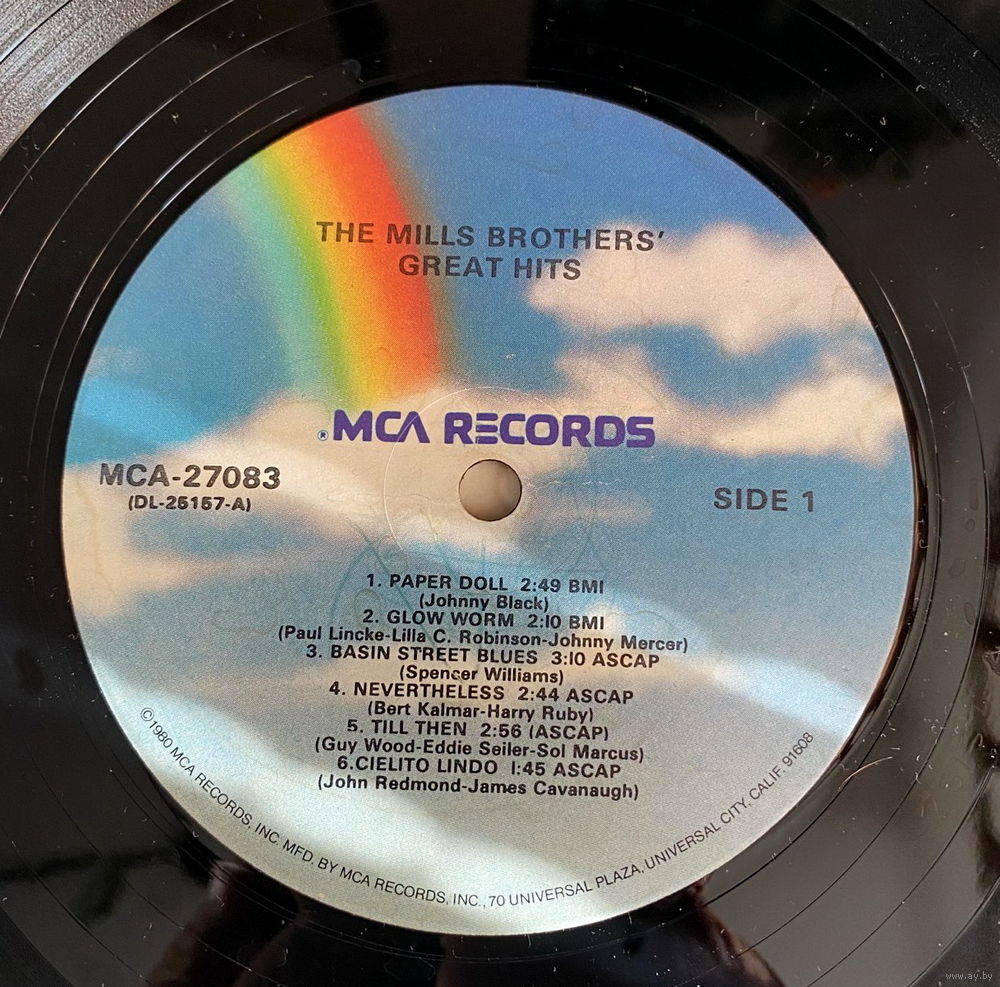 THE MILLS BROTHERS'
GREAT HITS
® MCA RECORDS
MCA-27083
(DL-25157-A)
SIDE 1
1. PAPER DOLL 2:49 BMI
(Johnny Black)
2. GLOW WORM 2:10 BMI
(Paul Lincke-Lilla C. Robinson-Johnny Mercer)
3. BASIN STREET BLUES 3:10 ASCAP
(Spencer Williams)
4. NEVERTHELESS 2:44 ASCAP
(Bert Kalmar-Harry Ruby)
5. TILL THEN 2:56 (ASCAP)
(Guy Wood-Eddie Seiler-Sol Marcus)
6.CIELITO LINDO 1:45 ASCAP
(John Redmond-James Cavanaugh)
©1980 MCA RECORDS, INC. MFD. BY MCA RECORDS, INC., 70 UNIVERSAL PLAZA, UNIVERSAL CITY, CALIF. 91608
www.ay.by